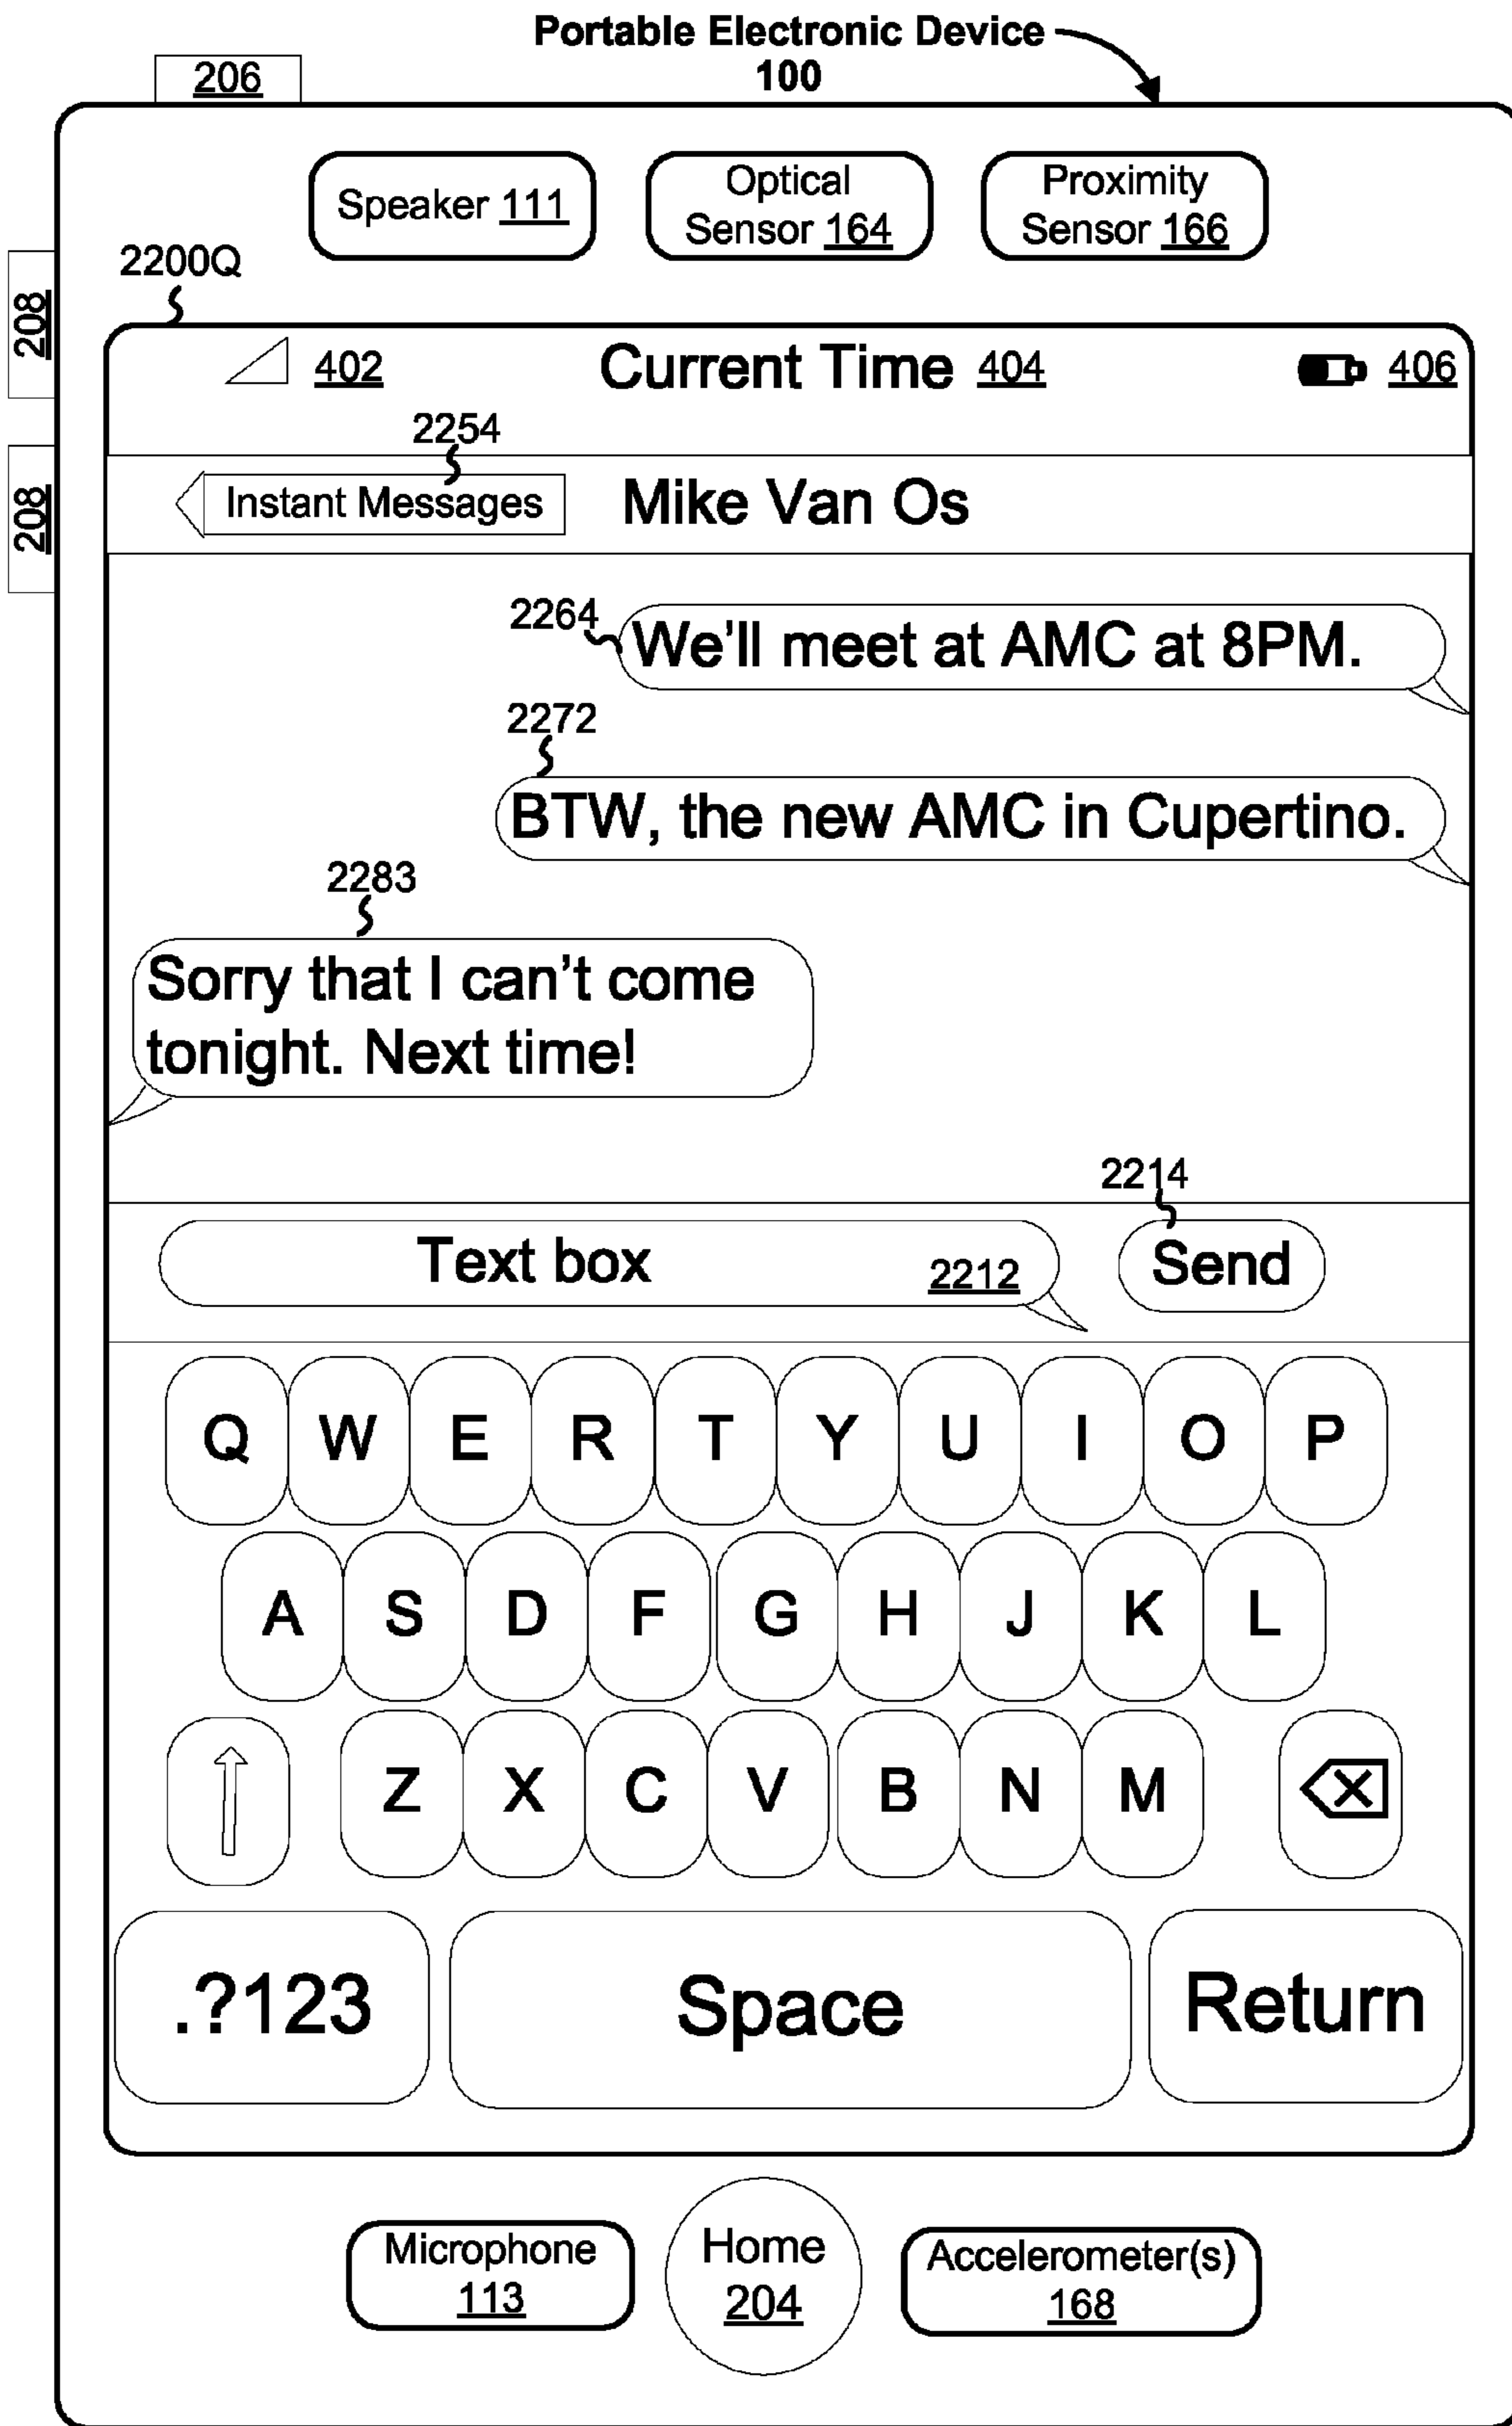 Portable Electronic Device
100
206
Speaker 111
Optical
Sensor 164
Proximity
Sensor 166
2200Q
208
402
Current Time 404
406
2254
208
Instant Messages
Mike Van Os
2264
We'll meet at AMC at 8PM.
2272
BTW, the new AMC in Cupertino.
2283
Sorry that I can't come
tonight. Next time!
2214
Text box
2212
Send
Q W E R T Y U I O P
A S D F G H J K L
Z X C V B N M
.?123
Space
Return
Microphone
113
Home
204
Accelerometer(s)
168